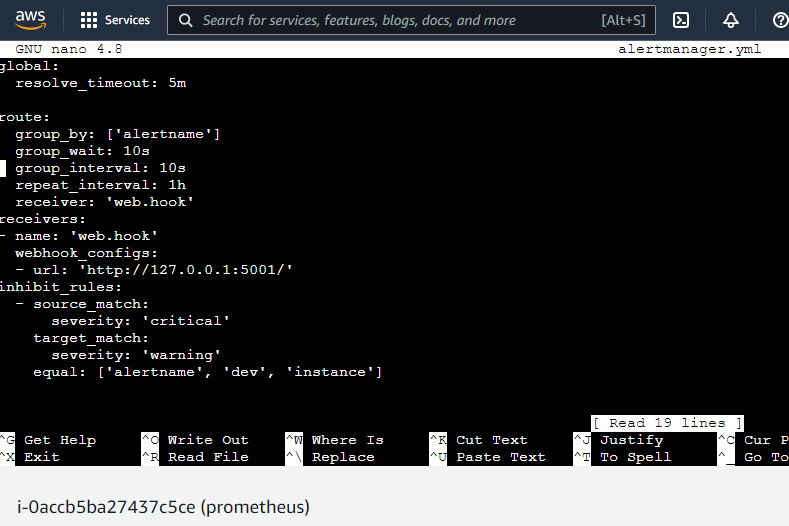 aws Services Search for services, features, blogs, docs, and more [Alt+S]
GNU nano 4.8 alertmanager.yml
global:
  resolve_timeout: 5m

route:
  group_by: ['alertname']
  group_wait: 10s
  group_interval: 10s
  repeat_interval: 1h
  receiver: 'web.hook'
receivers:
- name: 'web.hook'
  webhook_configs:
  - url: 'http://127.0.0.1:5001/'
inhibit_rules:
  - source_match:
      severity: 'critical'
    target_match:
      severity: 'warning'
    equal: ['alertname', 'dev', 'instance']
[ Read 19 lines ]
^G Get Help ^O Write Out ^W Where Is ^K Cut Text ^J Justify ^C Cur P
^X Exit ^R Read File ^\ Replace ^U Paste Text ^T To Spell ^_ Go To
i-0accb5ba27437c5ce (prometheus)